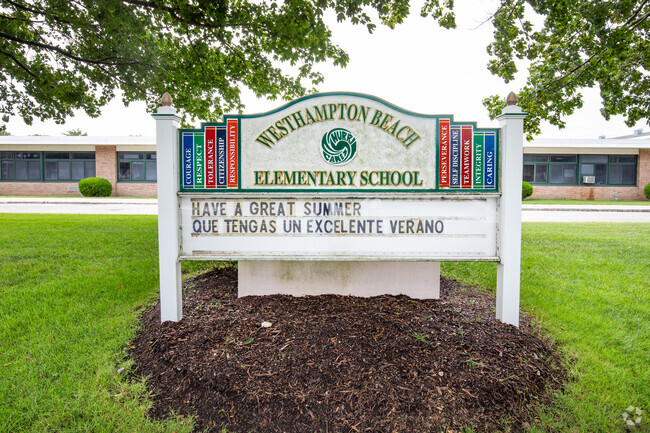 WESTHAMPTON BEACH
ELEMENTARY SCHOOL
COURAGE
RESPECT
TOLERANCE
CITIZENSHIP
RESPONSIBILITY
PERSEVERANCE
SELF DISCIPLINE
TEAMWORK
INTEGRITY
CARING
HAVE A GREAT SUMMER
QUE TENGAS UN EXCELENTE VERANO